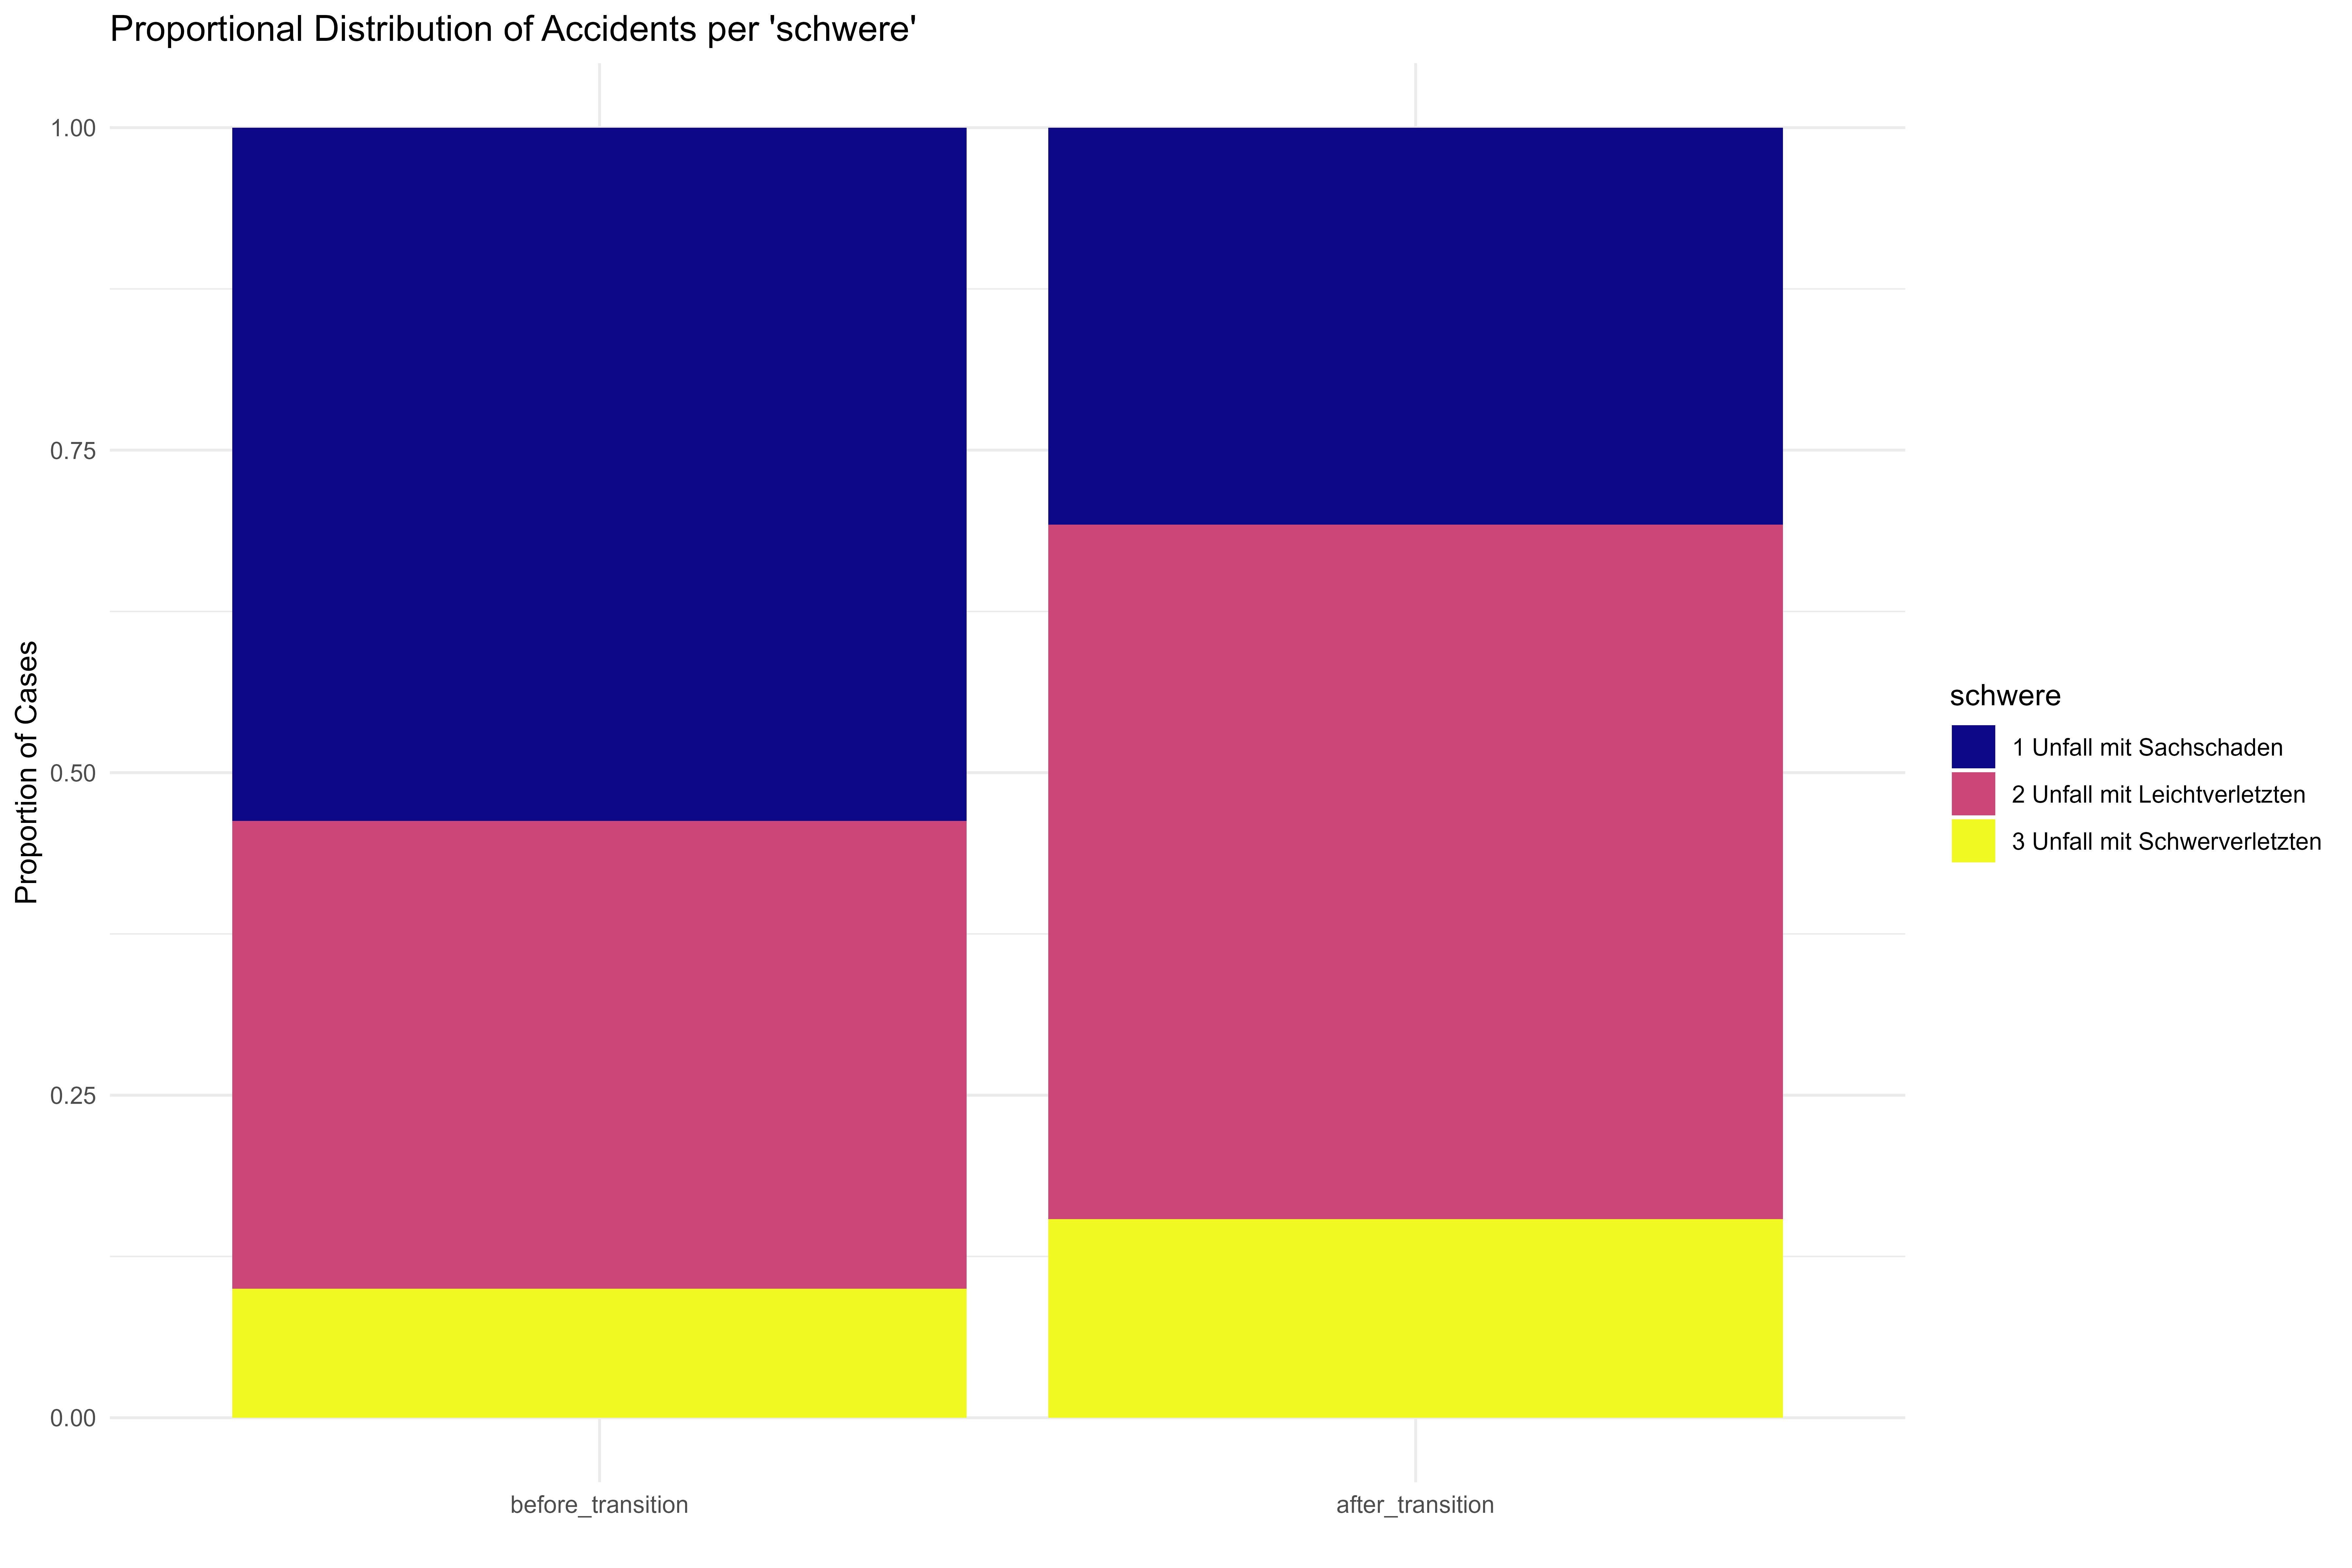 Proportional Distribution of Accidents per 'schwere'
Proportion of Cases
1.00
0.75
0.50
0.25
0.00
before_transition
after_transition
schwere
1 Unfall mit Sachschaden
2 Unfall mit Leichtverletzten
3 Unfall mit Schwerverletzten